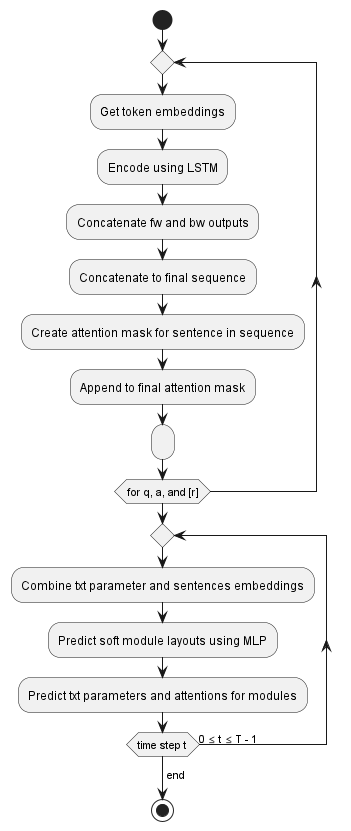 Get token embeddings
Encode using LSTM
Concatenate fw and bw outputs
Concatenate to final sequence
Create attention mask for sentence in sequence
Append to final attention mask
for q, a, and [r]
Combine txt parameter and sentences embeddings
Predict soft module layouts using MLP
Predict txt parameters and attentions for modules
time step t
0 ≤ t ≤ T - 1
end